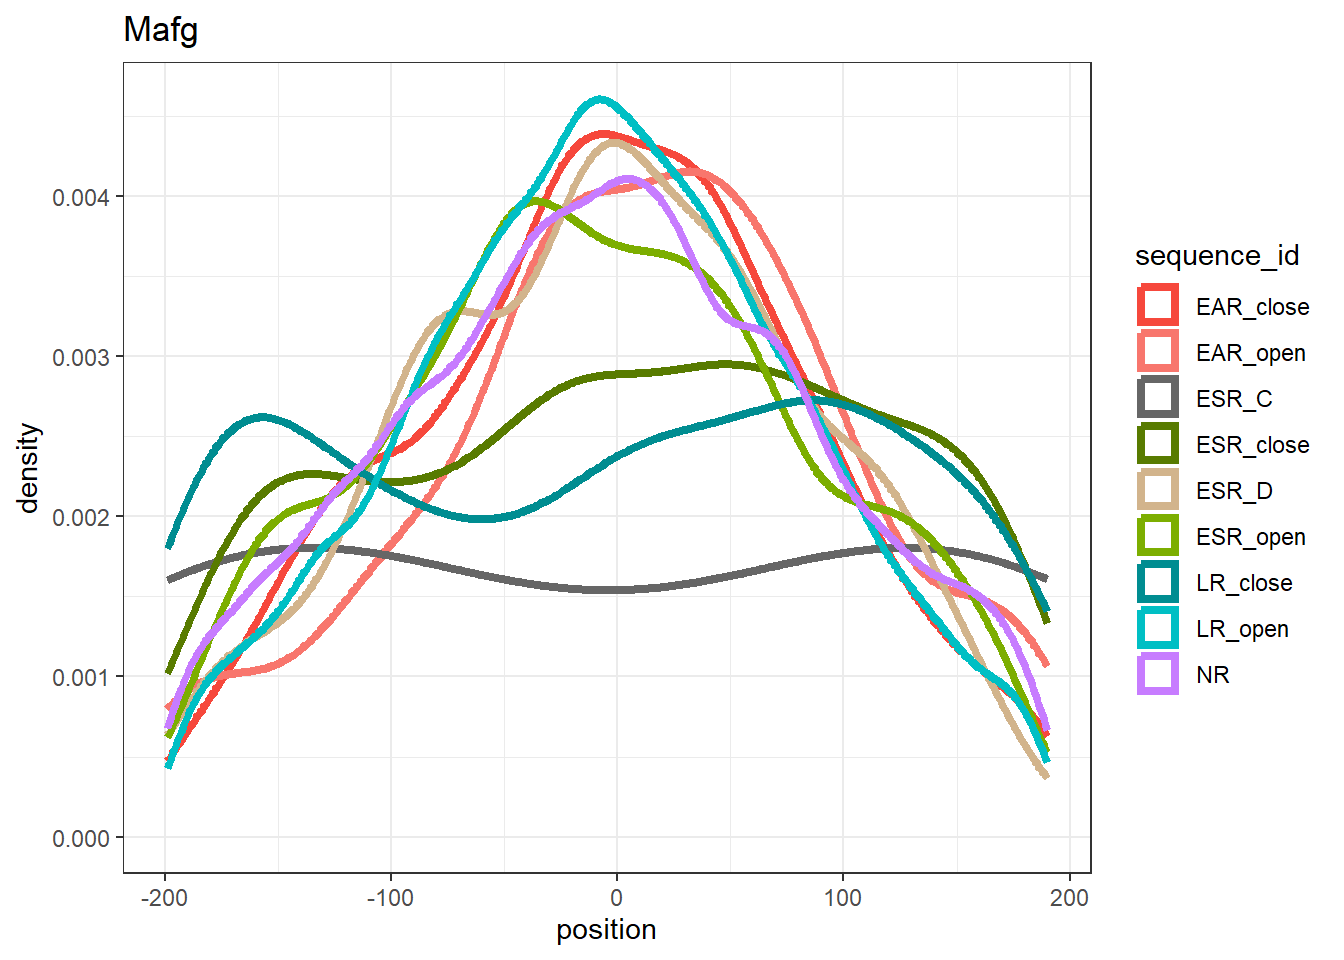 Mafg
density
0.004
0.003
0.002
0.001
0.000
-200
-100
0
100
200
position
sequence_id
EAR_close
EAR_open
ESR_C
ESR_close
ESR_D
ESR_open
LR_close
LR_open
NR